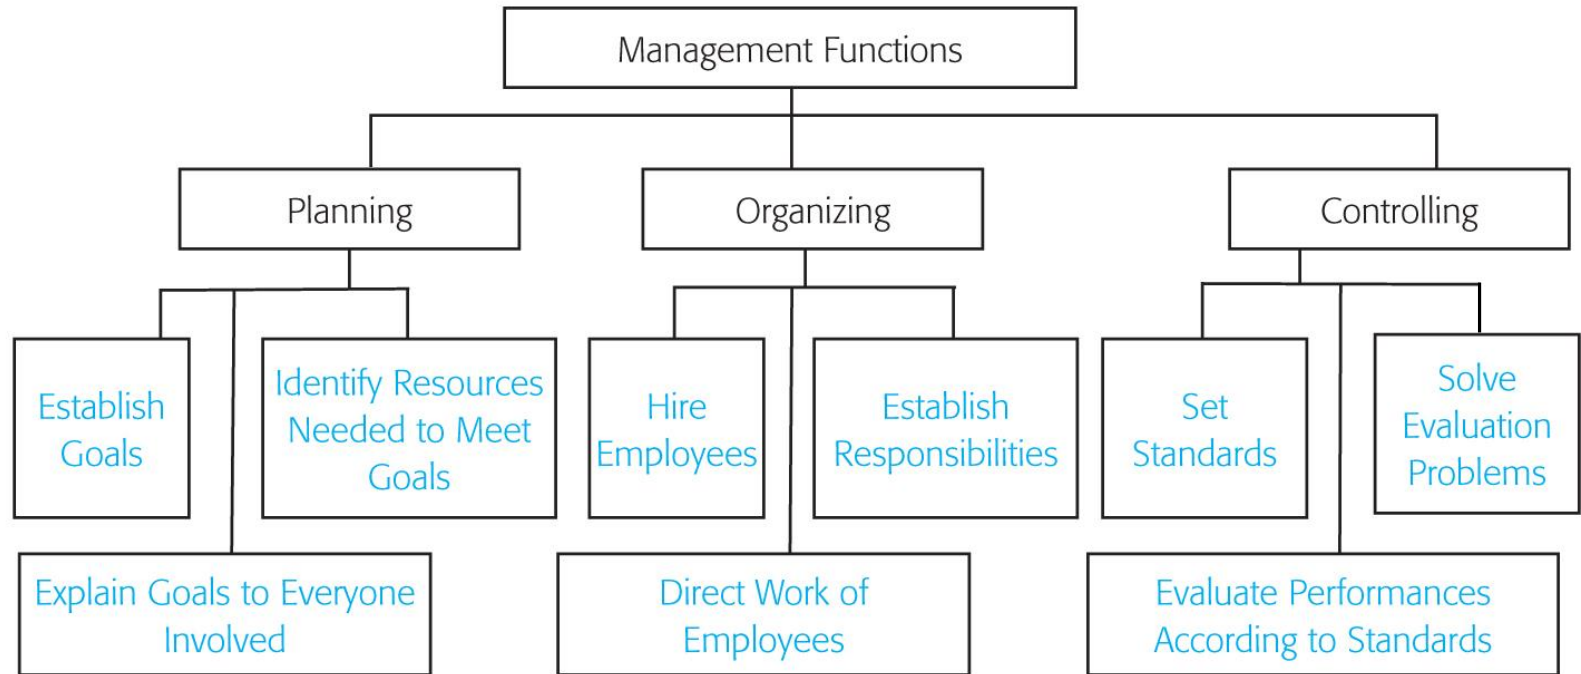 Management Functions
Planning
Organizing
Controlling
Establish
Goals
Identify Resources
Needed to Meet
Goals
Hire
Employees
Establish
Responsibilities
Set
Standards
Solve
Evaluation
Problems
Explain Goals to Everyone
Involved
Direct Work of
Employees
Evaluate Performances
According to Standards